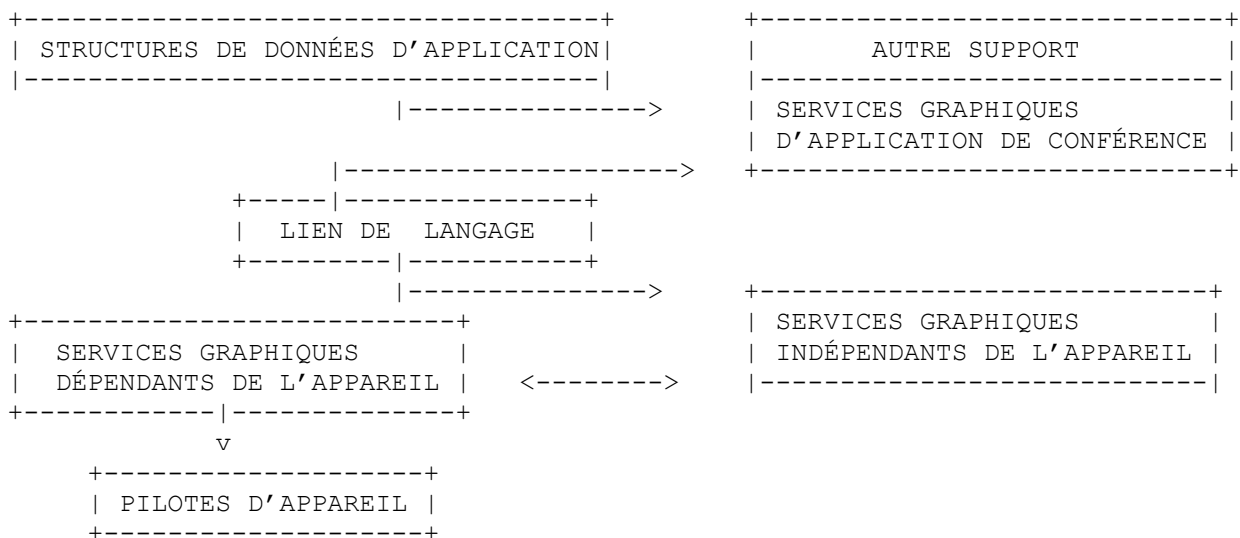 STRUCTURES DE DONNÉES D'APPLICATION
AUTRE SUPPORT
SERVICES GRAPHIQUES
D'APPLICATION DE CONFÉRENCE
LIEN DE LANGAGE
SERVICES GRAPHIQUES
INDÉPENDANTS DE L'APPAREIL
SERVICES GRAPHIQUES
DÉPENDANTS DE L'APPAREIL
v
PILOTES D'APPAREIL